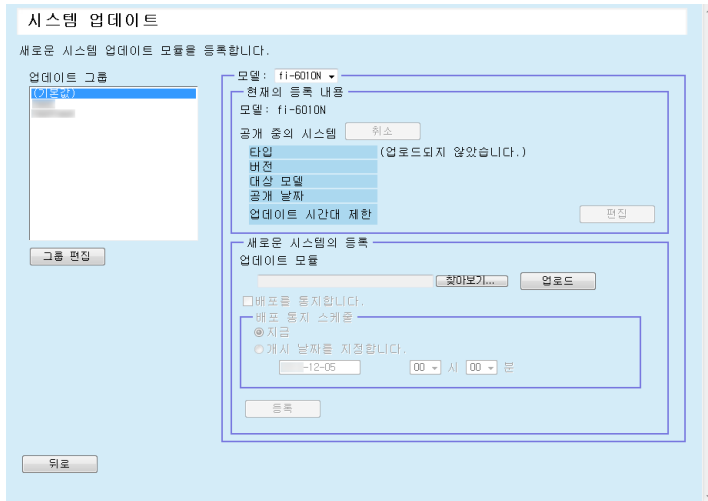 시스템 업데이트
새로운 시스템 업데이트 모듈을 등록합니다.
업데이트 그룹
(기본값)
그룹 편집
모델: fi-6010N
현재의 등록 내용
모델: fi-6010N
공개 중의 시스템 취소
타입 (업로드되지 않았습니다.)
버전
대상 모델
공개 날짜
업데이트 시간대 제한 편집
새로운 시스템의 등록
업데이트 모듈
찾아보기... 업로드
배포를 통지합니다.
배포 통지 스케줄
지금
개시 날짜를 지정합니다.
-12-05 00 시 00 분
등록
뒤로